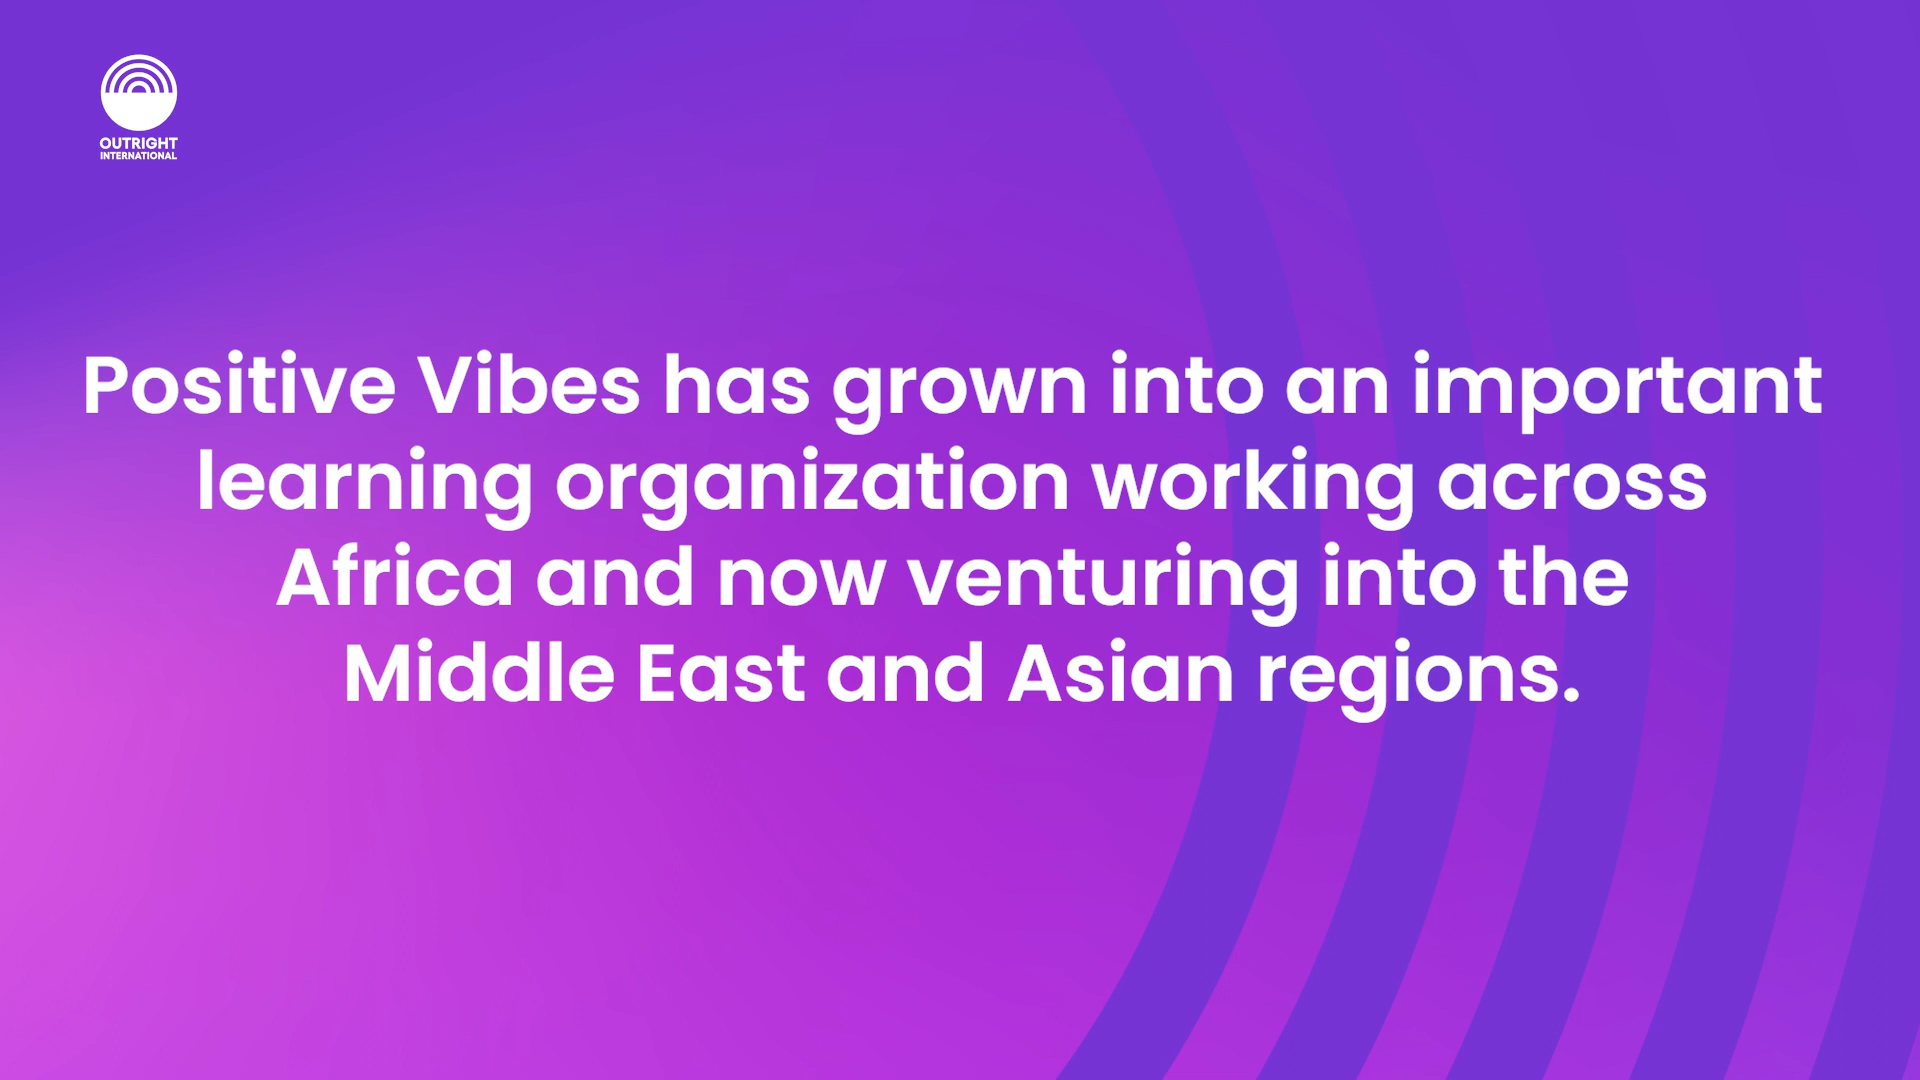 OUTRIGHT
INTERNATIONAL
Positive Vibes has grown into an important
learning organization working across
Africa and now venturing into the
Middle East and Asian regions.